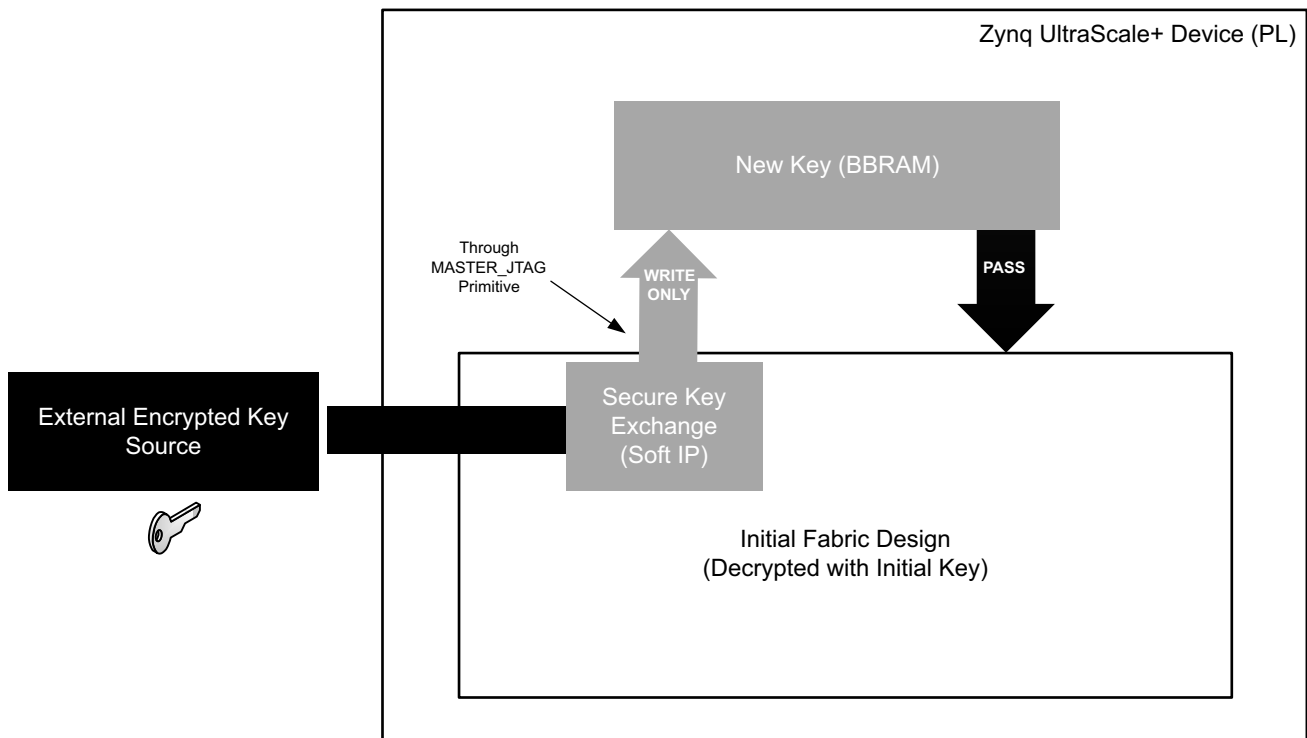 Zynq UltraScale+ Device (PL)
New Key (BBRAM)
Through
MASTER_JTAG
Primitive
WRITE
ONLY
PASS
External Encrypted Key
Source
Secure Key
Exchange
(Soft IP)
Initial Fabric Design
(Decrypted with Initial Key)